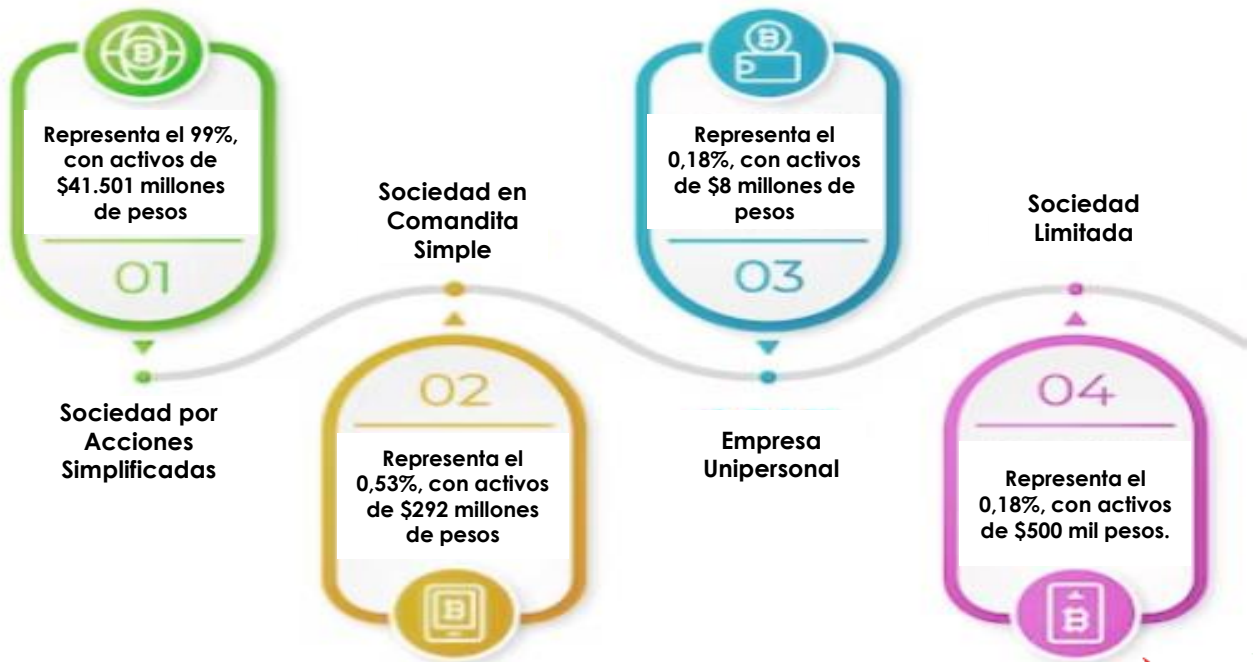 Representa el 99%,
con activos de
$41.501 millones
de pesos
01
Sociedad por
Acciones
Simplificadas
Sociedad en
Comandita
Simple
02
Representa el
0,53%, con activos
de $292 millones
de pesos
Representa el
0,18%, con activos
de $8 millones de
pesos
03
Empresa
Unipersonal
Sociedad
Limitada
04
Representa el
0,18%, con activos
de $500 mil pesos.